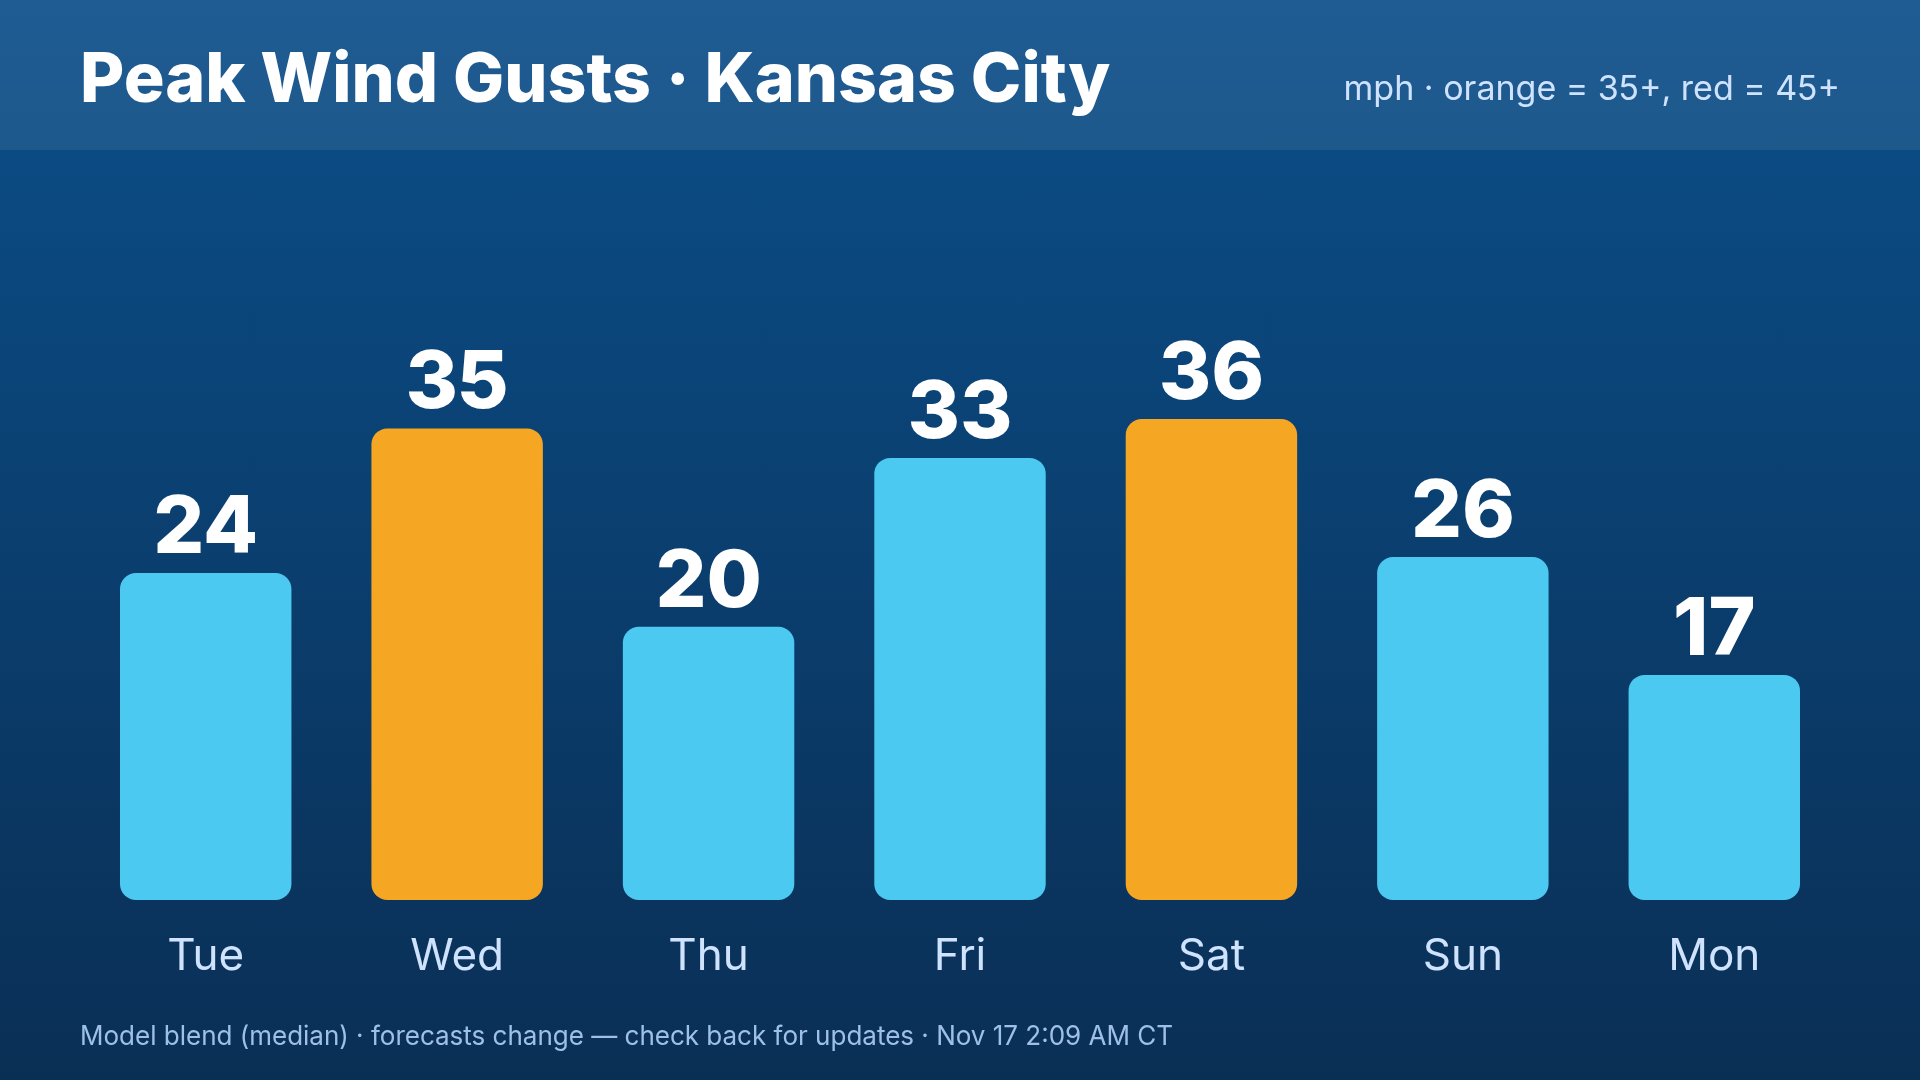 Peak Wind Gusts · Kansas City
mph · orange = 35+, red = 45+
24
35
20
33
36
26
17
Tue
Wed
Thu
Fri
Sat
Sun
Mon
Model blend (median) · forecasts change — check back for updates · Nov 17 2:09 AM CT